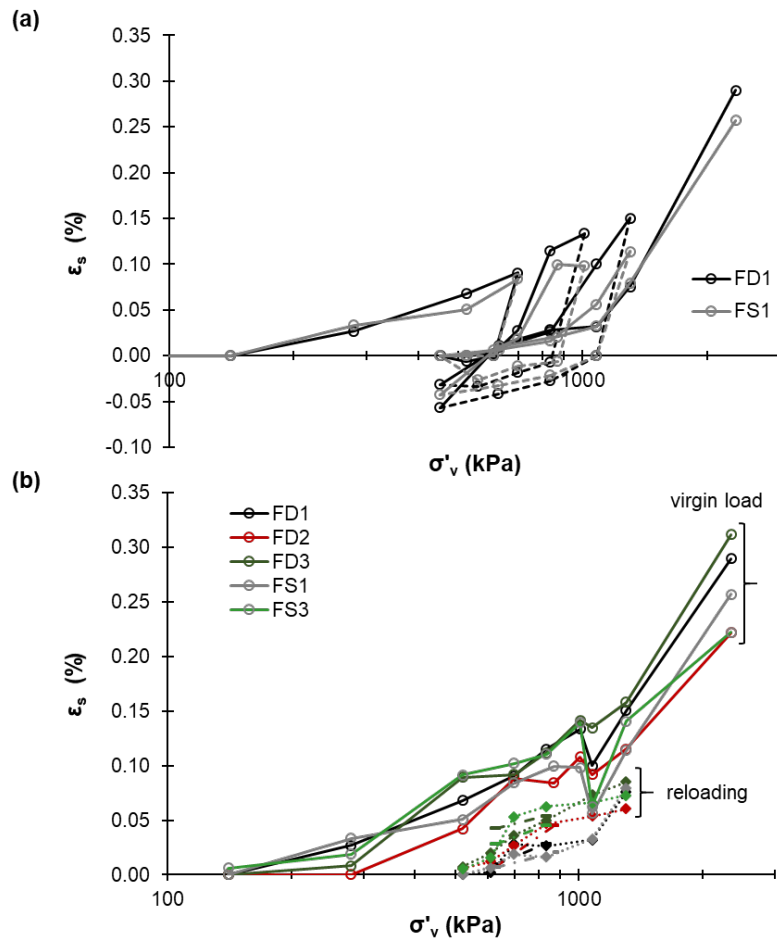 (a)
0.35
0.30
0.25
0.20
0.15
0.10
0.05
0.00
-0.05
-0.10
εs (%)
100
1000
σ'v (kPa)
FD1
FS1
(b)
0.35
0.30
0.25
0.20
0.15
0.10
0.05
0.00
εs (%)
FD1
FD2
FD3
FS1
FS3
virgin load
reloading
100
1000
σ'v (kPa)